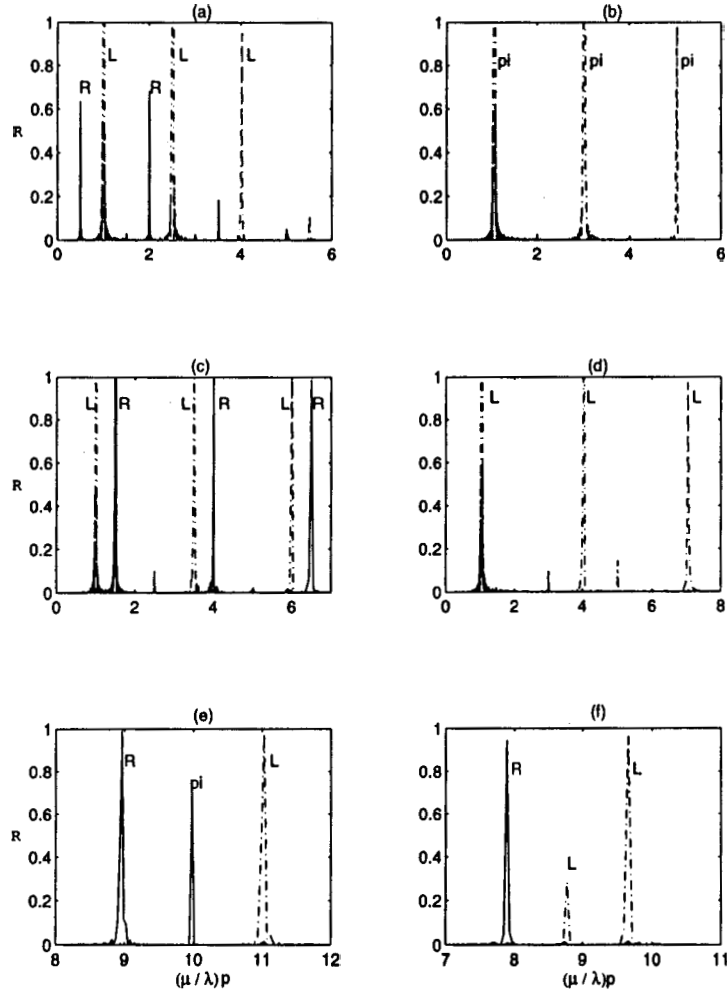 (a) (b)
1 1
0.8 0.8
0.6 0.6
R 0.4 0.4
0.2 0.2
0 0
R L R L L pi pi pi
0 2 4 6 0 2 4 6
(c) (d)
1 1
0.8 0.8
0.6 0.6
R 0.4 0.4
0.2 0.2
0 0
L R L R L R L L L
0 2 4 6 0 2 4 6 8
(e) (f)
1 1
0.8 0.8
0.6 0.6
R 0.4 0.4
0.2 0.2
0 0
R pi L R L L
8 9 10 11 12 7 8 9 10 11
(μ / λ) p (μ / λ) p